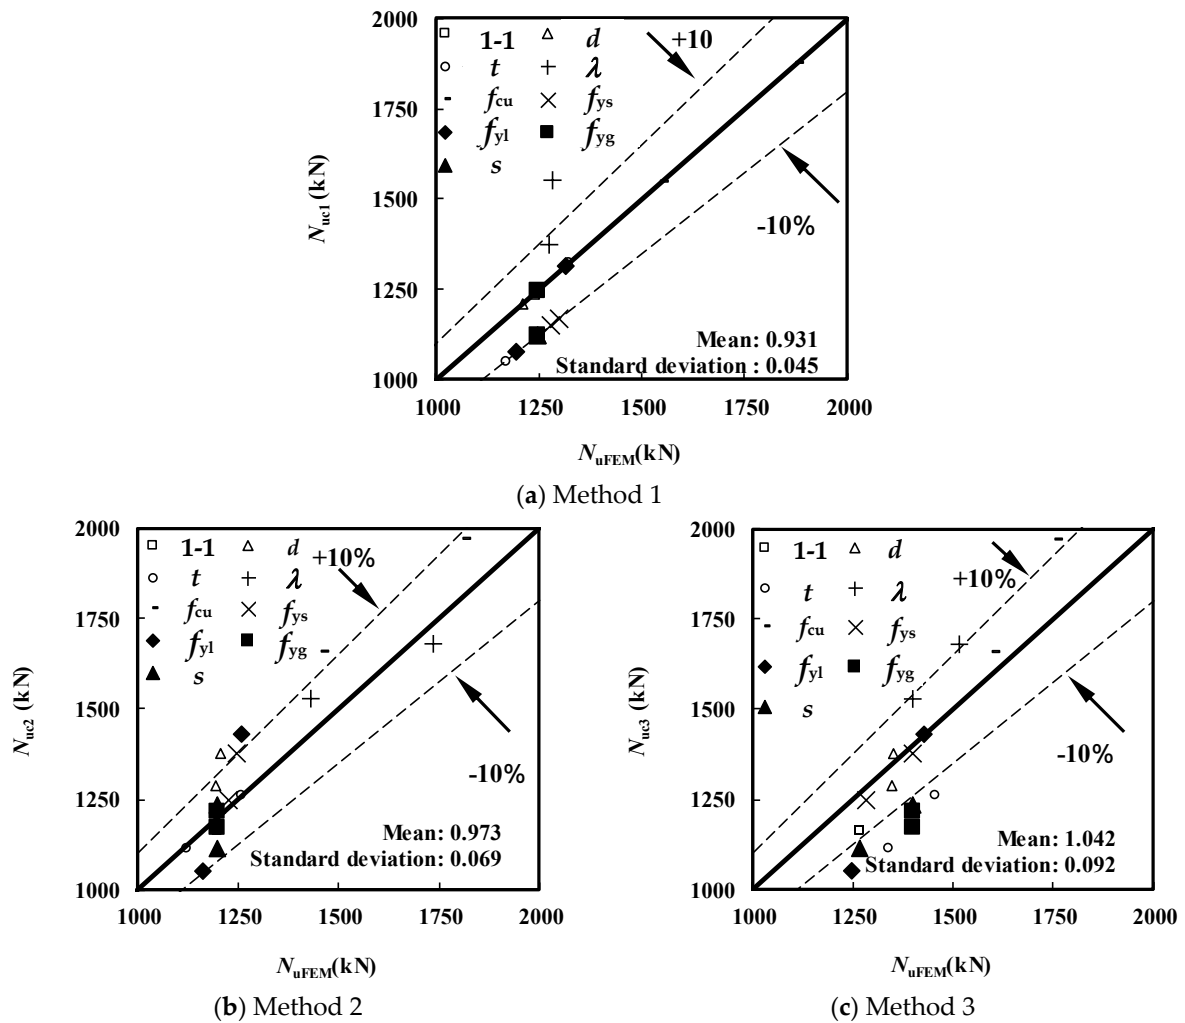 2000
1-1 d
+10
t λ
1750
fcu fys
fyl fyg
s
1500
Nuc1 (kN)
-10%
1250
Mean: 0.931
Standard deviation : 0.045
1000
1000 1250 1500 1750 2000
NuFEM(kN)
(a) Method 1
2000
1-1 d
+10%
t λ
1750
fcu fys
fyl fyg
s
1500
Nuc2 (kN)
-10%
1250
Mean: 0.973
Standard deviation: 0.069
1000
1000 1250 1500 1750 2000
NuFEM(kN)
(b) Method 2
2000
1-1 d
+10%
t λ
1750
fcu fys
fyl fyg
s
1500
Nuc3 (kN)
-10%
1250
Mean: 1.042
Standard deviation: 0.092
1000
1000 1250 1500 1750 2000
NuFEM(kN)
(c) Method 3